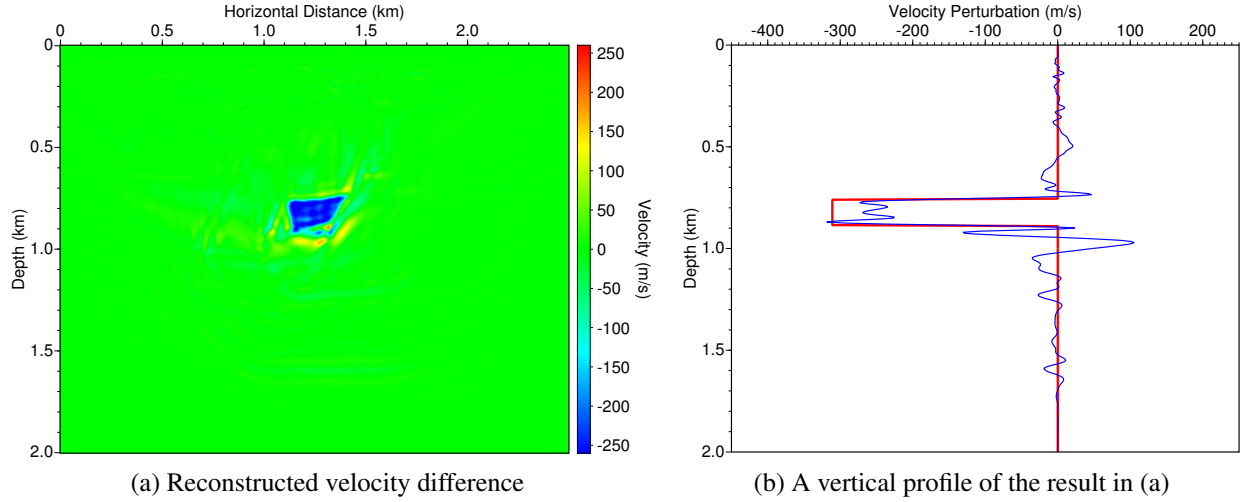 Horizontal Distance (km)
0 0.5 1.0 1.5 2.0
0
0.5
1.0
1.5
2.0
Depth (km)
250
200
150
100
50
0
-50
-100
-150
-200
-250
Velocity (m/s)
(a) Reconstructed velocity difference
Velocity Perturbation (m/s)
-400 -300 -200 -100 0 100 200
0
0.5
1.0
1.5
2.0
Depth (km)
(b) A vertical profile of the result in (a)